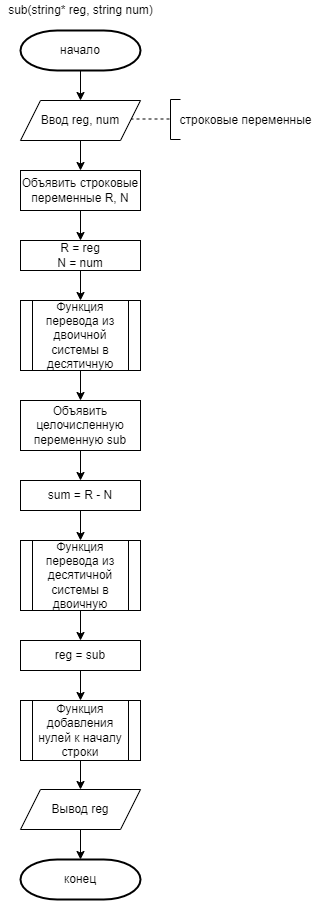 sub(string* reg, string num)
начало
Ввод reg, num
строковые переменные
Объявить строковые
переменные R, N
R = reg
N = num
Функция
перевода из
двоичной
системы в
десятичную
Объявить
целочисленную
переменную sub
sum = R - N
Функция
перевода из
десятичной
системы в
двоичную
reg = sub
Функция
добавления
нулей к началу
строки
Вывод reg
конец